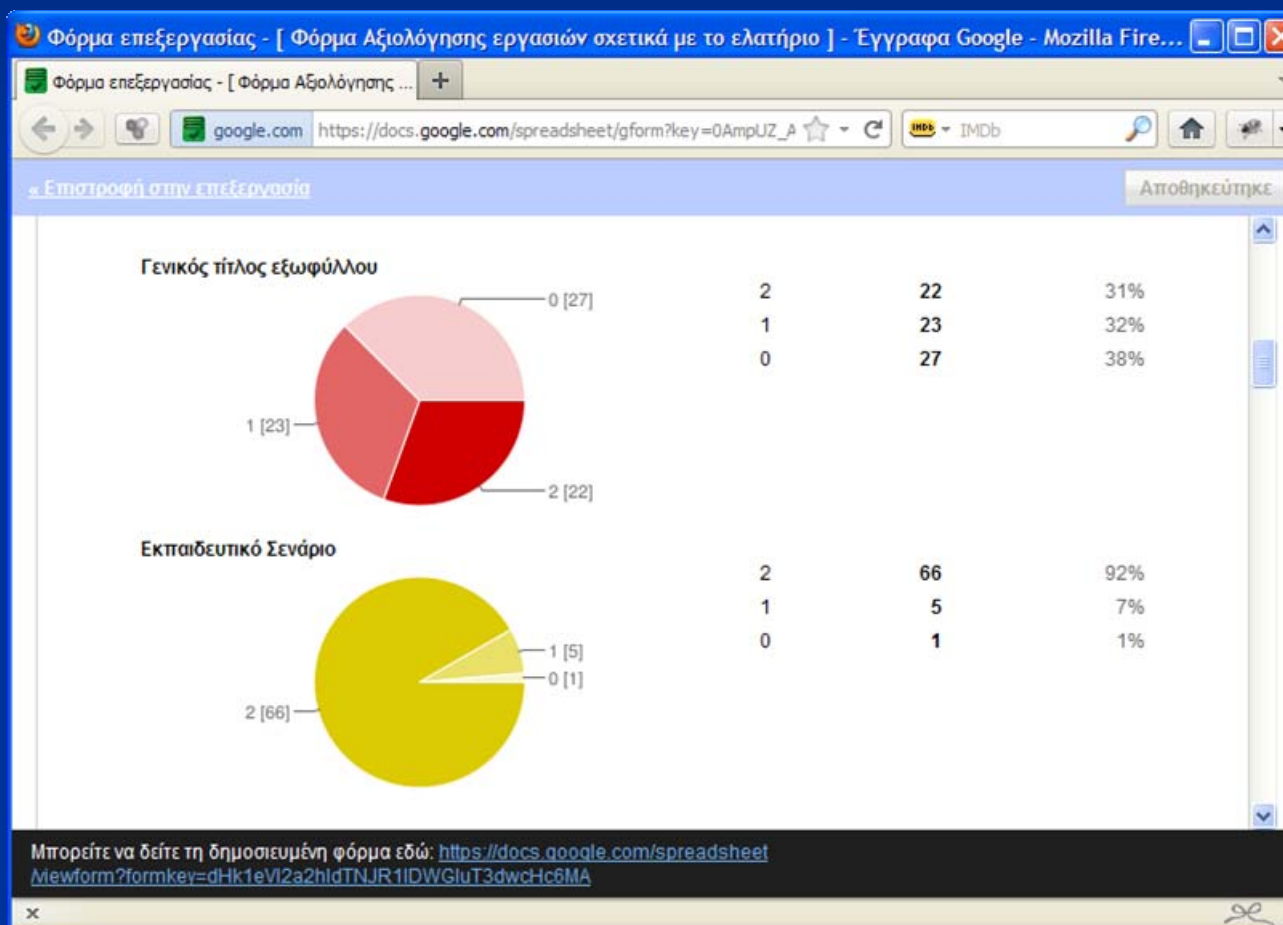 Φόρμα επεξεργασίας - [ Φόρμα Αξιολόγησης εργασιών σχετικά με το ελατήριο ] - Έγγραφα Google - Mozilla Fire...
Φόρμα επεξεργασίας - [ Φόρμα Αξιολόγησης ...
google.com https://docs.google.com/spreadsheet/gform?key=0AmpUZ_A IMDb IMDb
« Επιστροφή στην επεξεργασία Αποθηκεύτηκε
Γενικός τίτλος εξωφύλλου
0 [27]
1 [23]
2 [22]
2 22 31%
1 23 32%
0 27 38%
Εκπαιδευτικό Σενάριο
1 [5]
0 [1]
2 [66]
2 66 92%
1 5 7%
0 1 1%
Μπορείτε να δείτε τη δημοσιευμένη φόρμα εδώ: https://docs.google.com/spreadsheet
/viewform?formkey=dHk1eVl2a2hIdTNJR1lDWGluT3dwcHc6MA